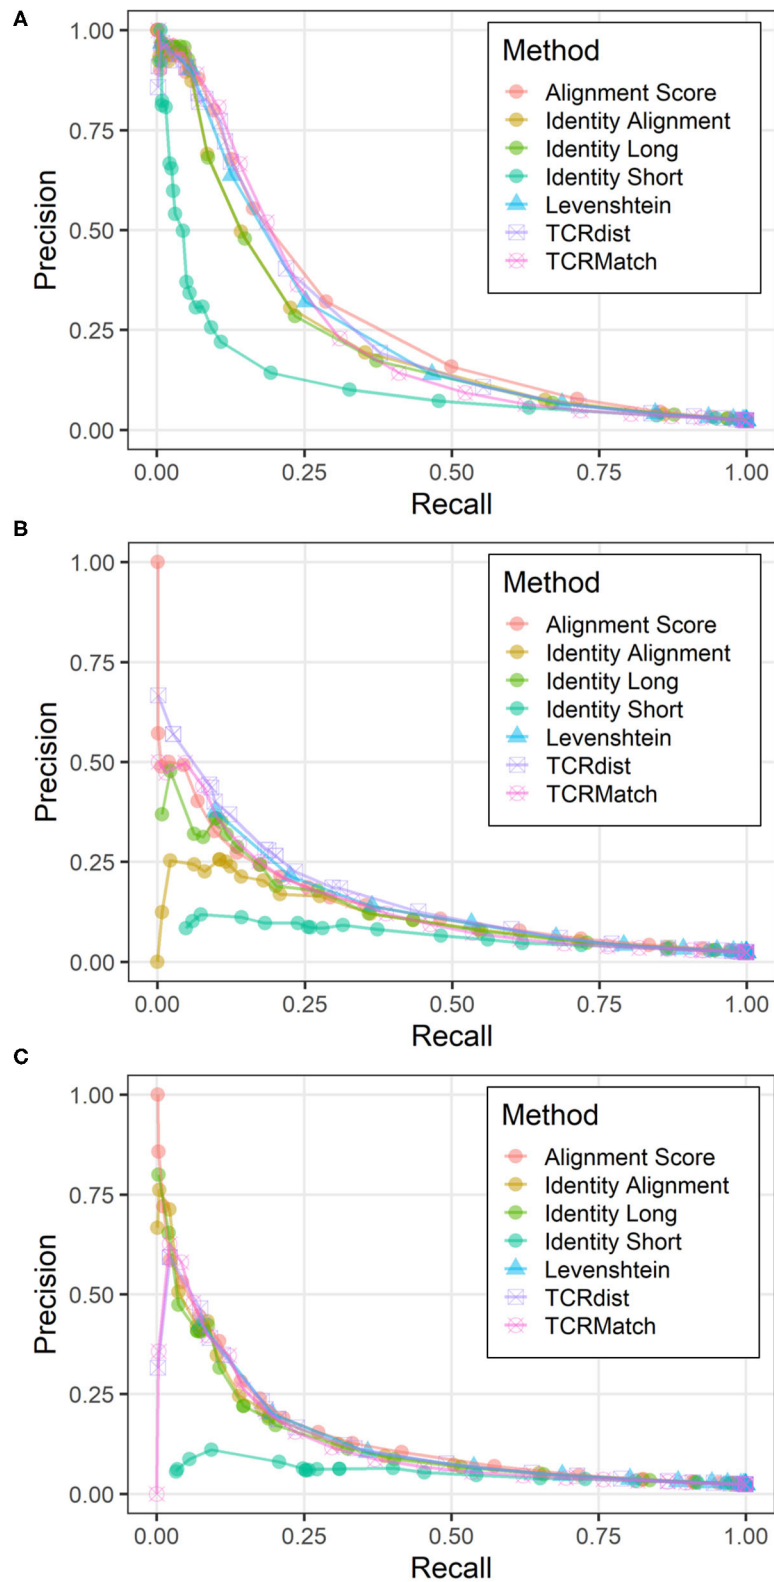 A
1.00
0.75
0.50
0.25
0.00
Precision
Method
Alignment Score
Identity Alignment
Identity Long
Identity Short
Levenshtein
TCRdist
TCRMatch
0.00 0.25 0.50 0.75 1.00
Recall
B
1.00
0.75
0.50
0.25
0.00
Precision
Method
Alignment Score
Identity Alignment
Identity Long
Identity Short
Levenshtein
TCRdist
TCRMatch
0.00 0.25 0.50 0.75 1.00
Recall
C
1.00
0.75
0.50
0.25
0.00
Precision
Method
Alignment Score
Identity Alignment
Identity Long
Identity Short
Levenshtein
TCRdist
TCRMatch
0.00 0.25 0.50 0.75 1.00
Recall